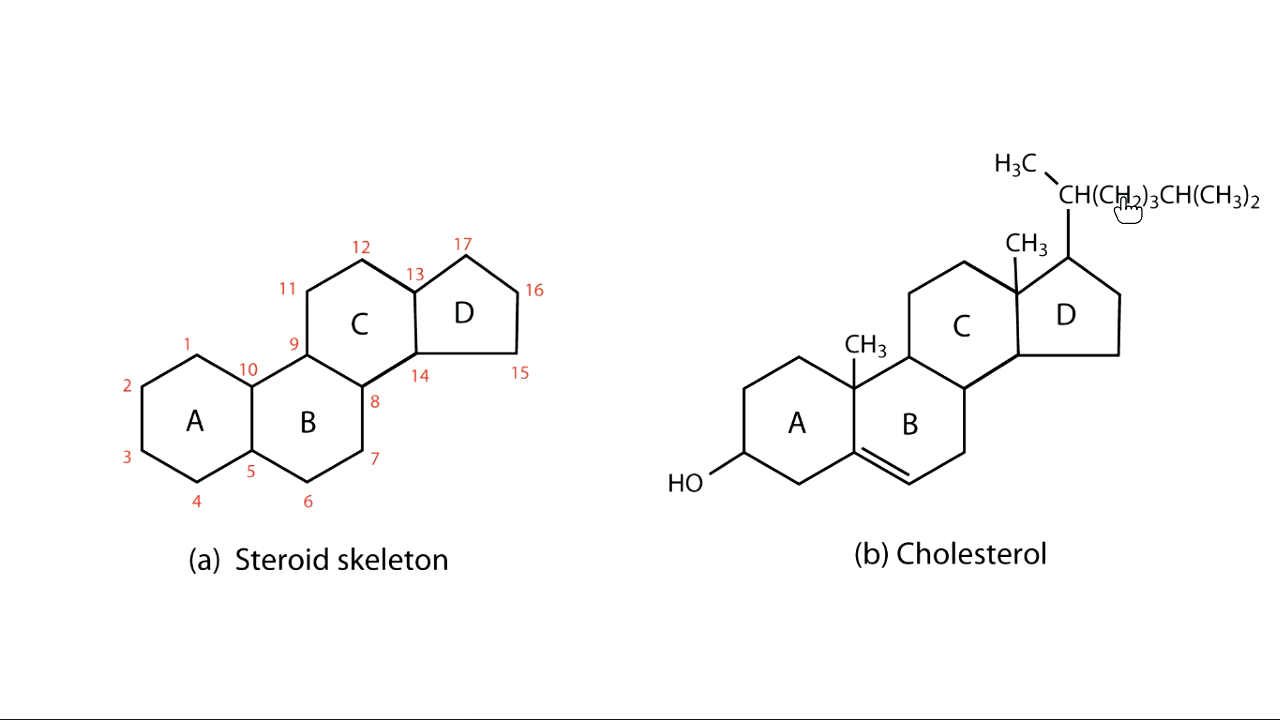 12
17
13
11
16
C
D
9
1
10
14
15
2
8
A
B
3
5
7
4
6
(a) Steroid skeleton
H₃C
CH(CH₂)₃CH(CH₃)₂
CH₃
C
D
CH₃
A
B
HO
(b) Cholesterol